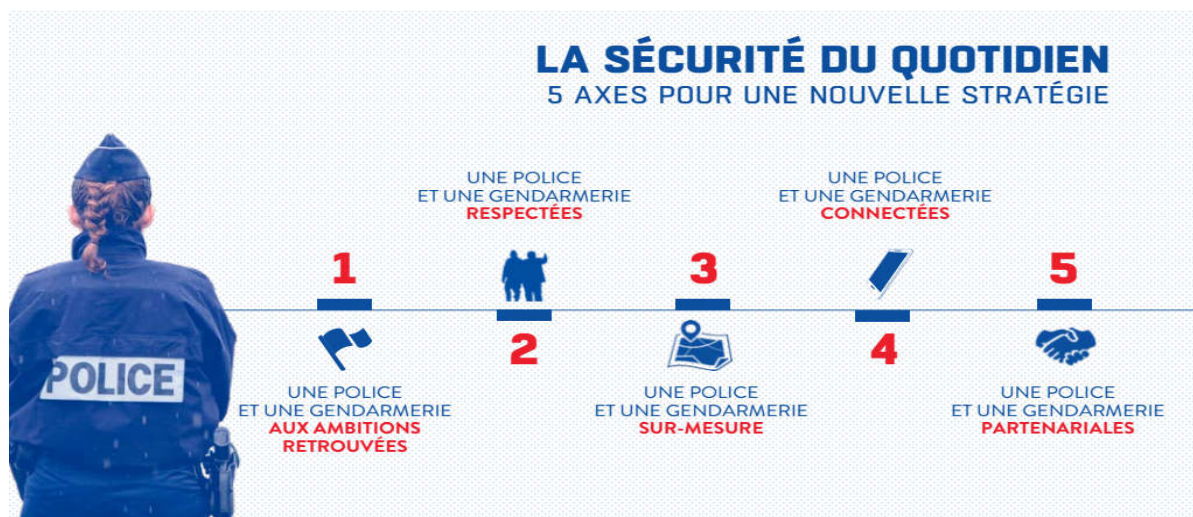 LA SÉCURITÉ DU QUOTIDIEN
5 AXES POUR UNE NOUVELLE STRATÉGIE
POLICE
1
UNE POLICE
ET UNE GENDARMERIE
AUX AMBITIONS
RETROUVÉES
UNE POLICE
ET UNE GENDARMERIE
RESPECTÉES
2
3
UNE POLICE
ET UNE GENDARMERIE
SUR-MESURE
UNE POLICE
ET UNE GENDARMERIE
CONNECTÉES
4
5
UNE POLICE
ET UNE GENDARMERIE
PARTENARIALES